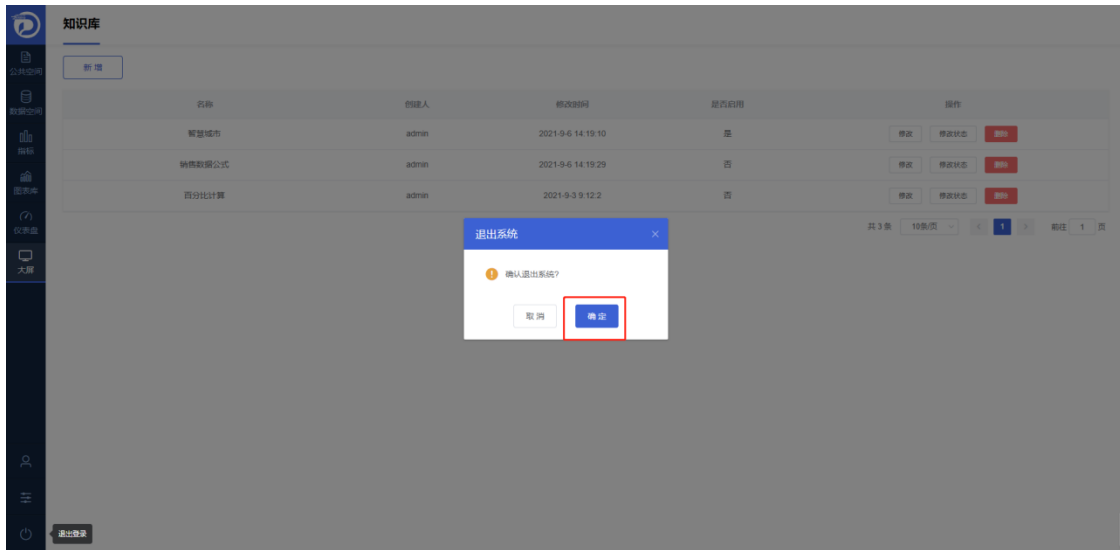 知识库
公共空间
新增
数据空间
名称 创建人 修改时间 是否启用 操作
指标
智慧城市 admin 2021-9-6 14:19:10 是 修改 修改状态 删除
销售数据公式 admin 2021-9-6 14:19:29 否 修改 修改状态 删除
图表库
百分比计算 admin 2021-9-3 9:12:2 否 修改 修改状态 删除
仪表盘
共 3 条 10条/页 1 前往 1 页
大屏
退出系统
确认退出系统?
取消 确定
退出登录